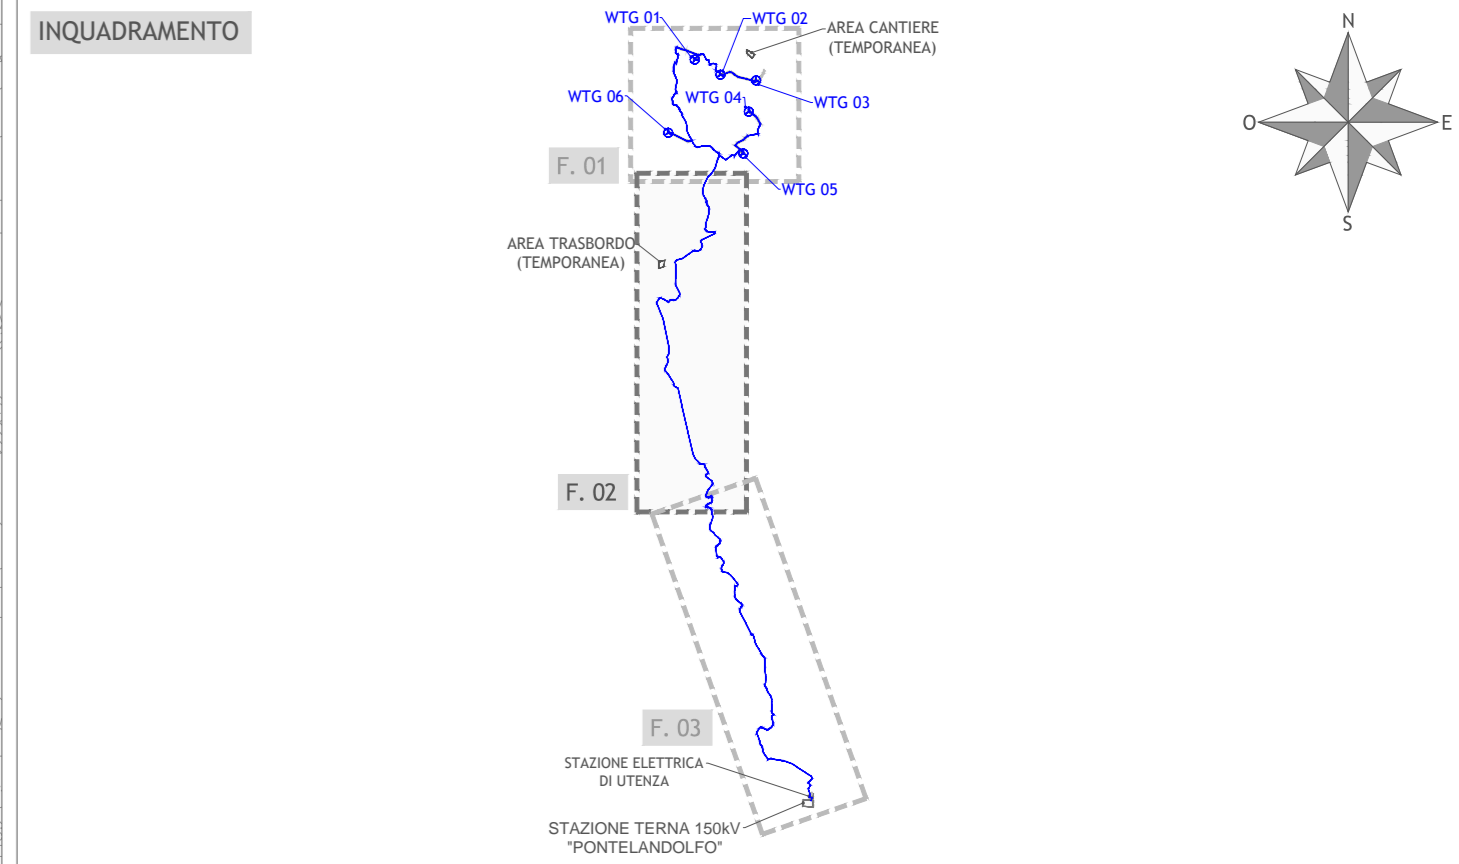 INQUADRAMENTO
WTG 01
WTG 02
AREA CANTIERE
(TEMPORANEA)
N
WTG 06
WTG 04
WTG 03
O
E
F. 01
WTG 05
S
AREA TRASBORDO
(TEMPORANEA)
F. 02
F. 03
STAZIONE ELETTRICA
DI UTENZA
STAZIONE TERNA 150kV
"PONTELANDOLFO"